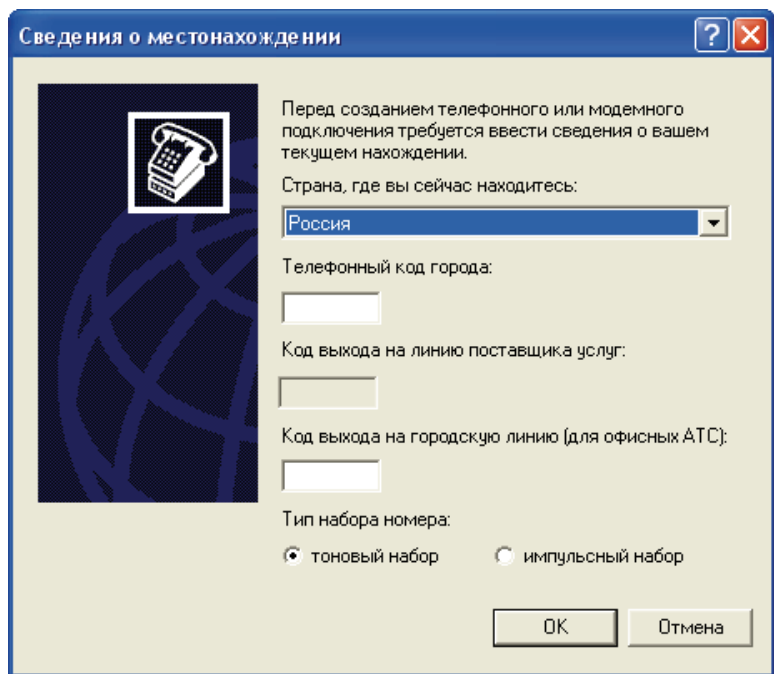 Сведения о местонахождении
Перед созданием телефонного или модемного
подключения требуется ввести сведения о вашем
текущем нахождении.
Страна, где вы сейчас находитесь:
Россия
Телефонный код города:
Код выхода на линию поставщика услуг:
Код выхода на городскую линию (для офисных АТС):
Тип набора номера:
тоновый набор импульсный набор
ОК Отмена